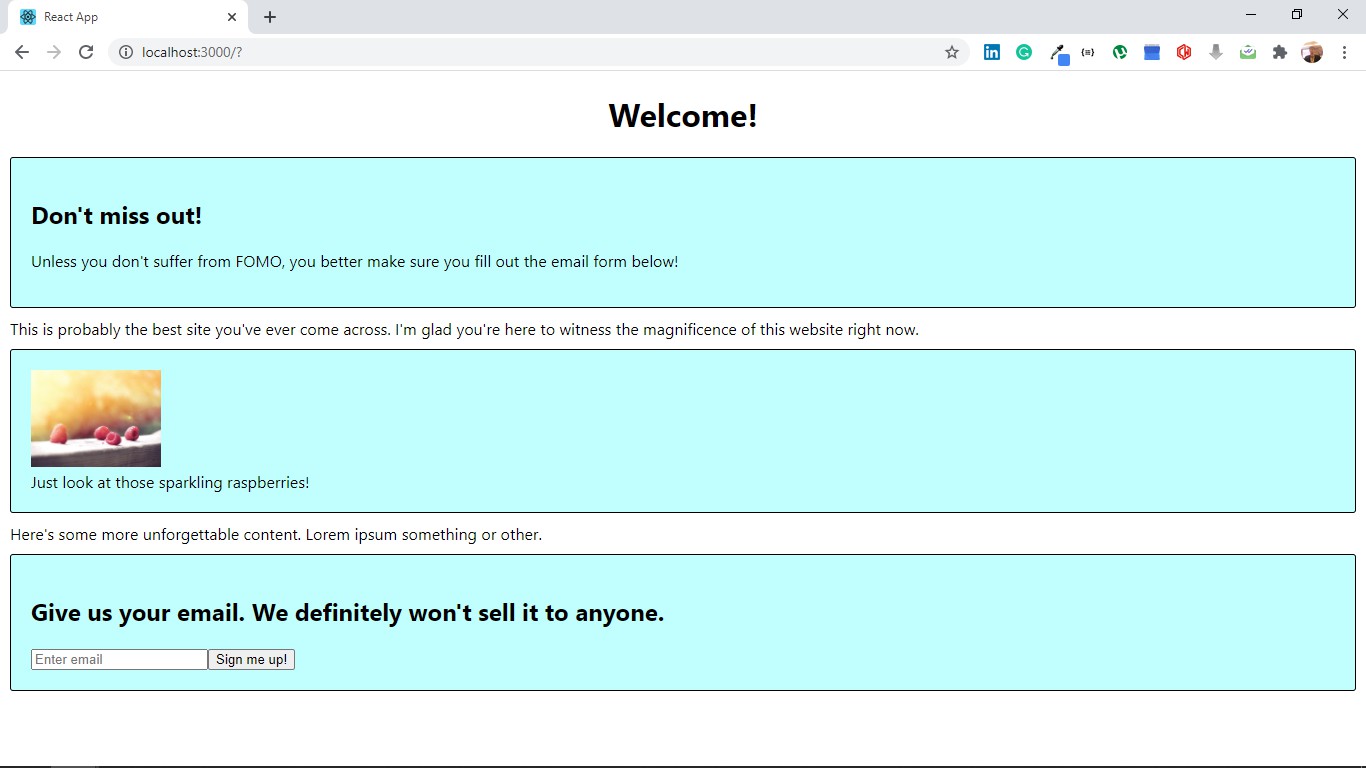 React App
localhost:3000/?
Welcome!
Don't miss out!
Unless you don't suffer from FOMO, you better make sure you fill out the email form below!
This is probably the best site you've ever come across. I'm glad you're here to witness the magnificence of this website right now.
Just look at those sparkling raspberries!
Here's some more unforgettable content. Lorem ipsum something or other.
Give us your email. We definitely won't sell it to anyone.
Enter email Sign me up!